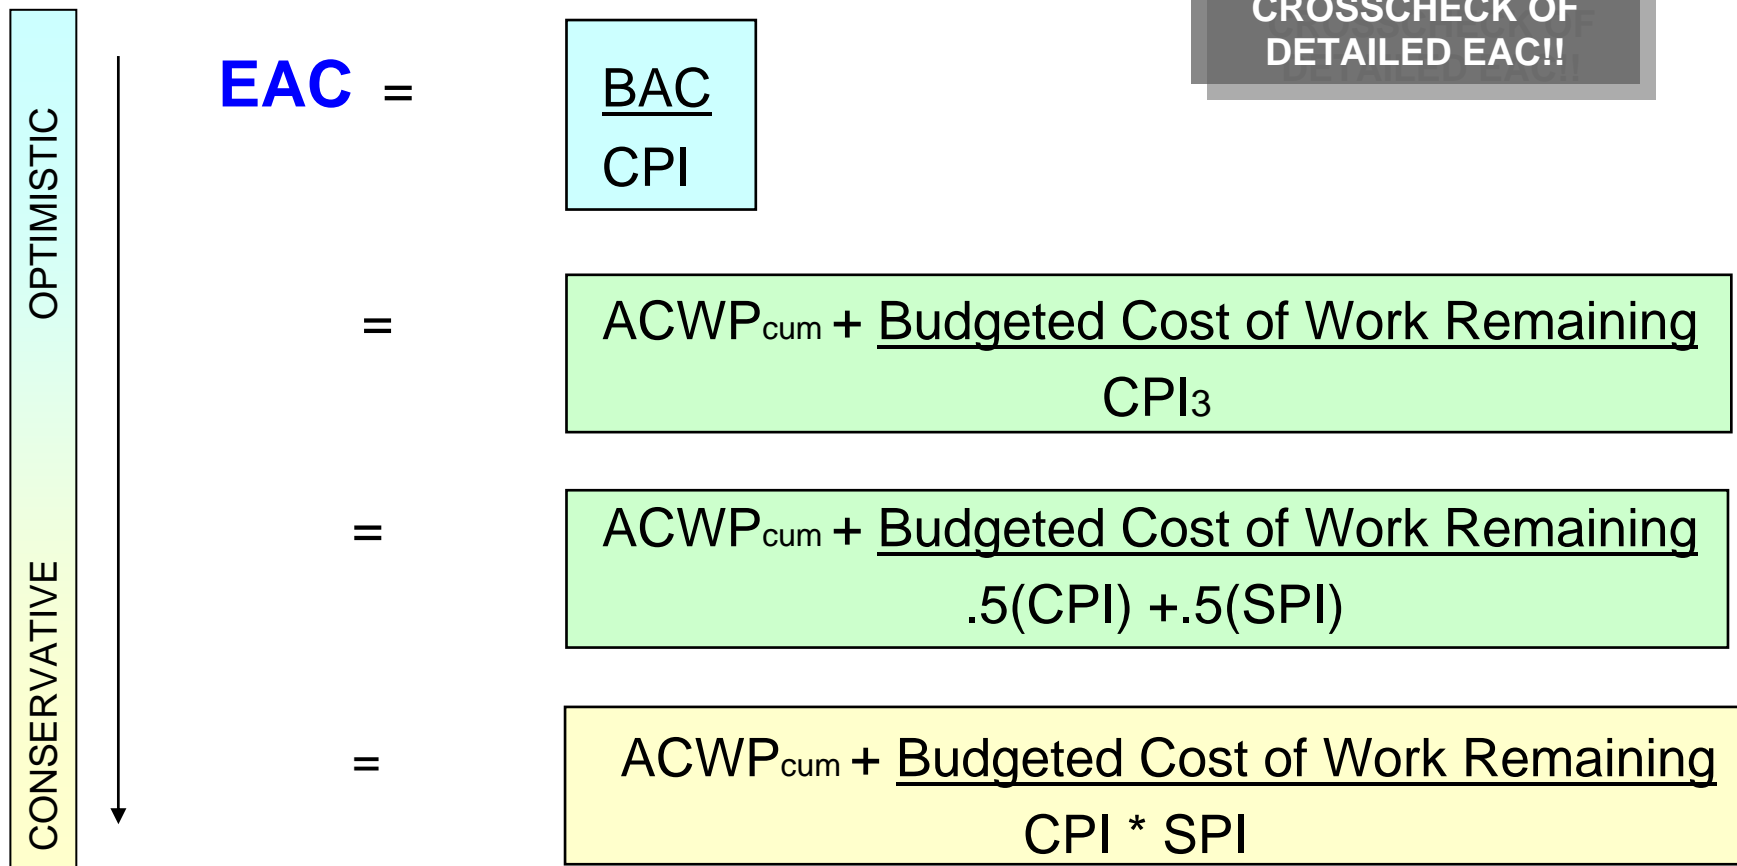 CROSSCHECK OF
DETAILED EAC!!
OPTIMISTIC
CONSERVATIVE
EAC =
BAC
CPI
=
ACWPcum + Budgeted Cost of Work Remaining
CPI3
=
ACWPcum + Budgeted Cost of Work Remaining
.5(CPI) +.5(SPI)
=
ACWPcum + Budgeted Cost of Work Remaining
CPI * SPI